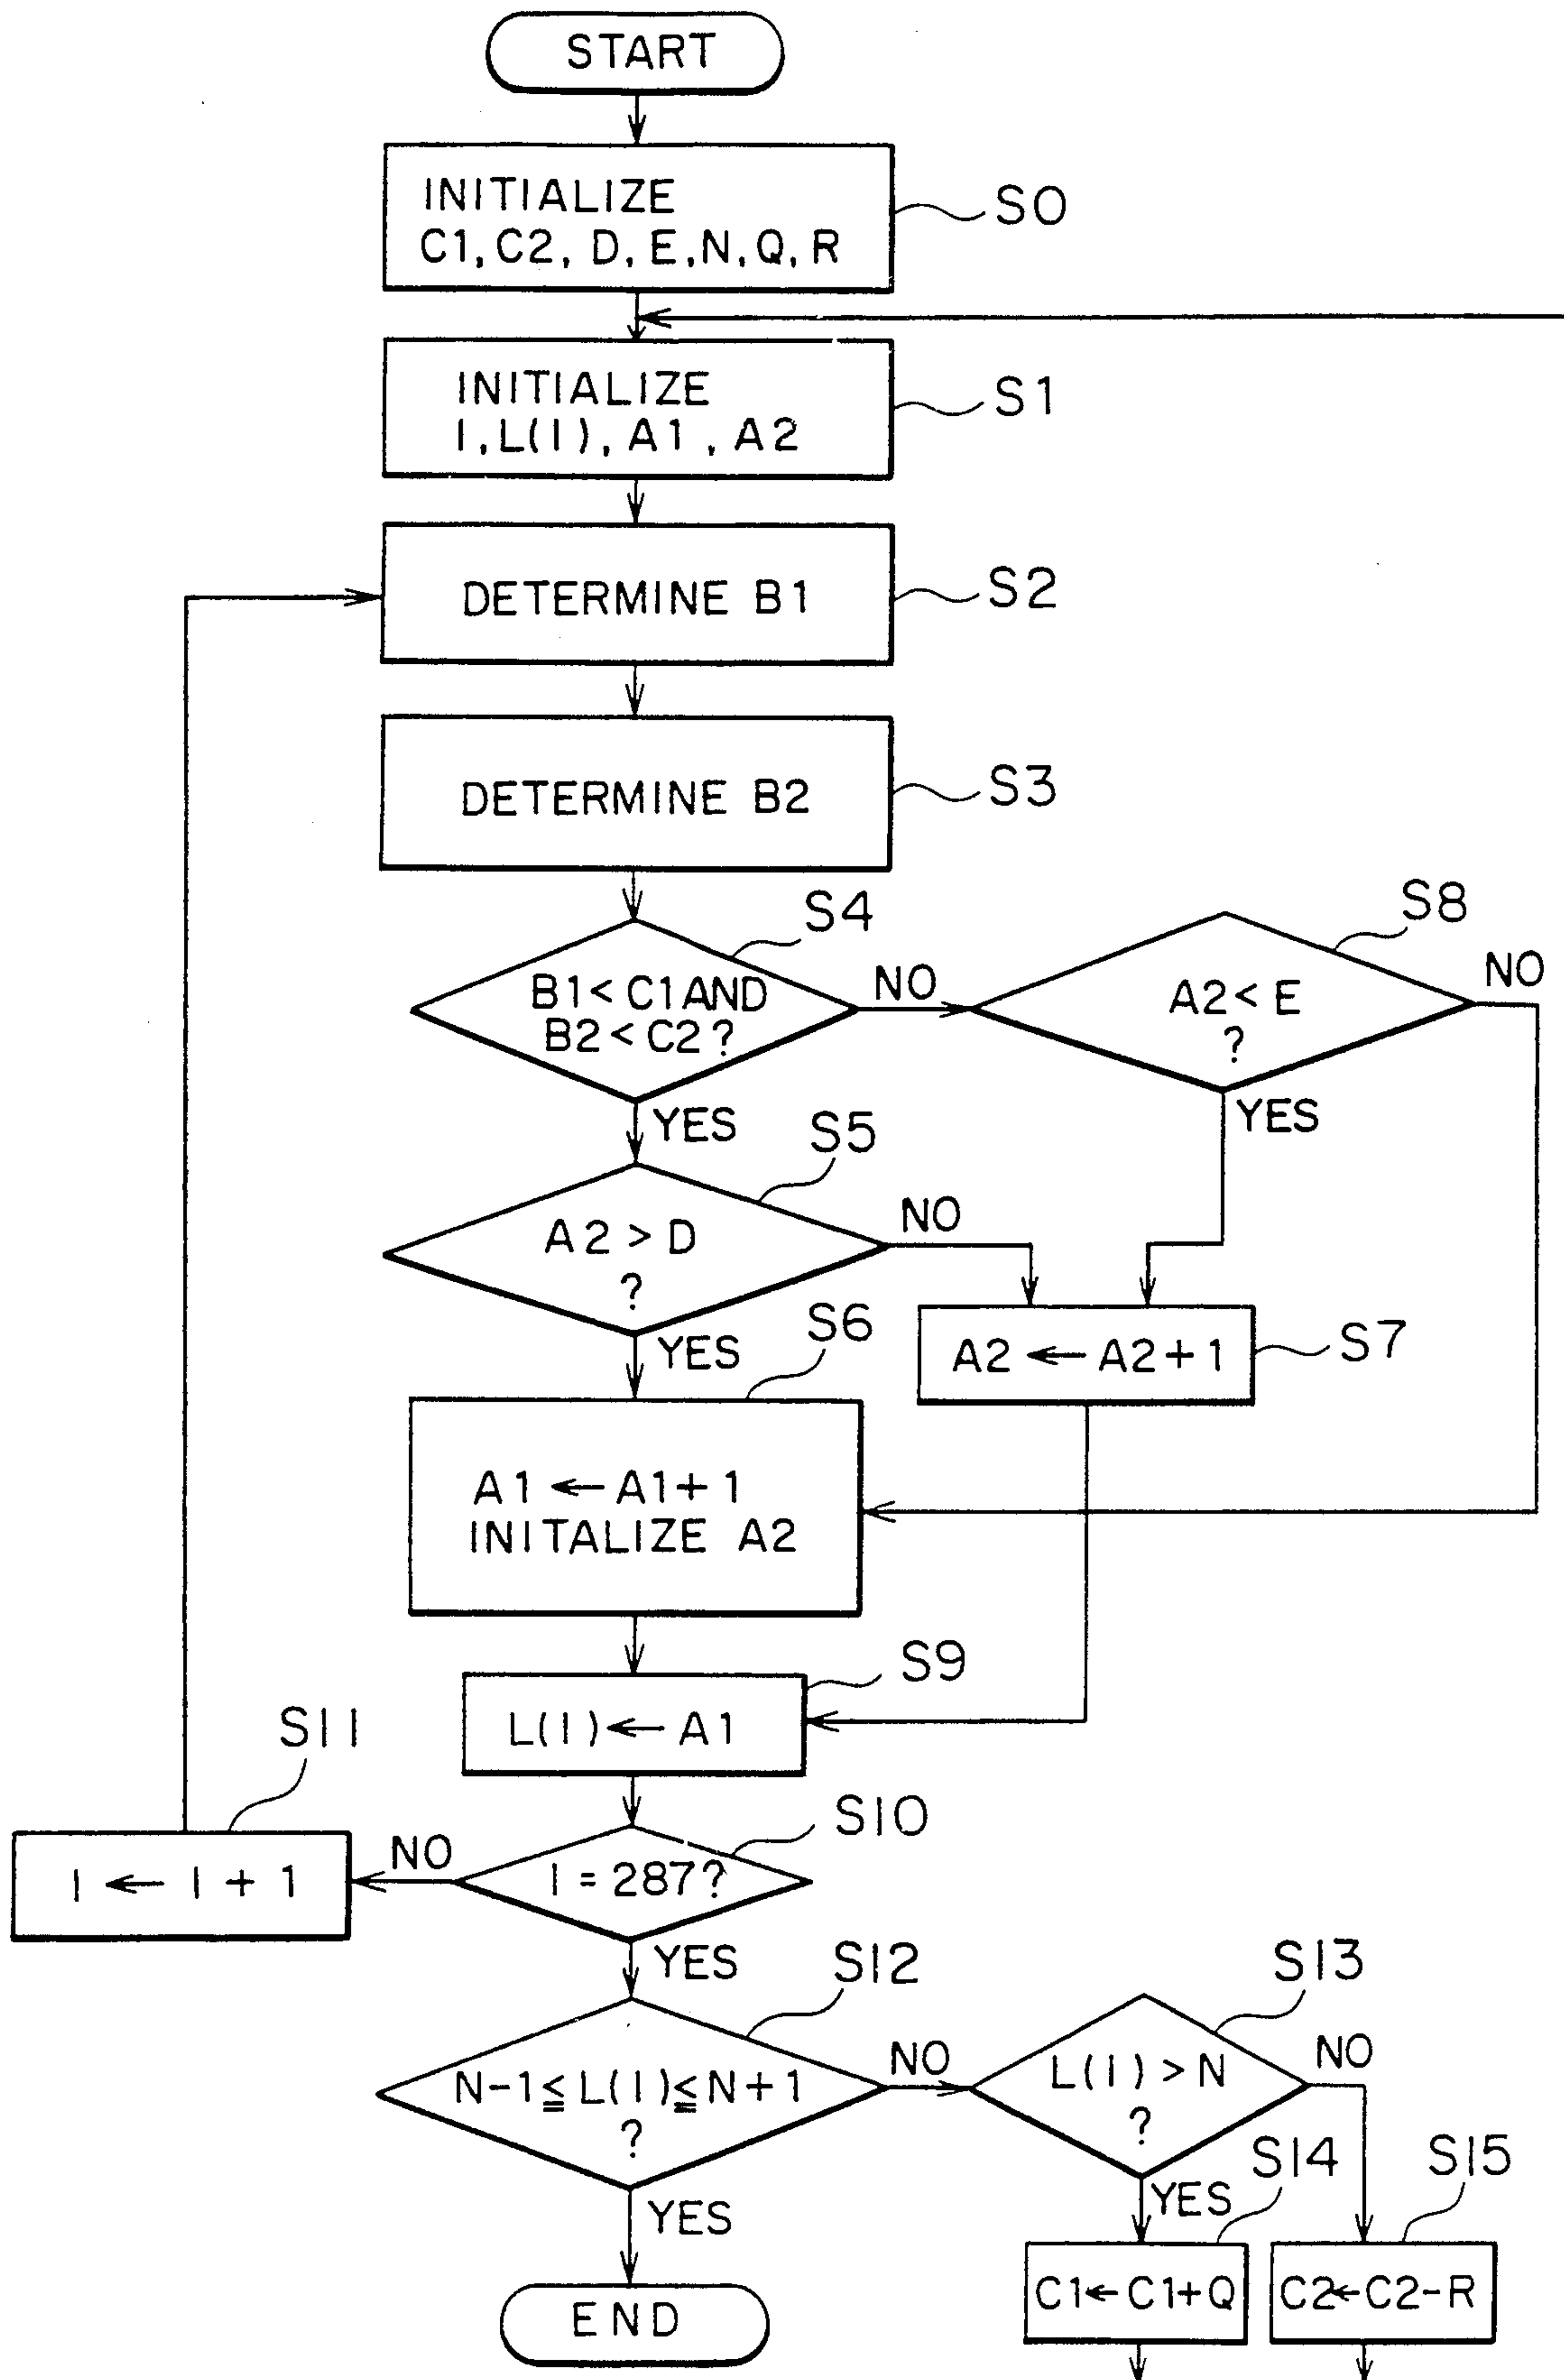 START
INITIALIZE
C1, C2, D, E, N, Q, R
S0
INITIALIZE
I, L(I), A1, A2
S1
DETERMINE B1
S2
DETERMINE B2
S3
S4
B1 < C1 AND
B2 < C2 ?
NO
YES
S8
A2 < E
?
NO
YES
S5
A2 > D
?
NO
YES
S6
A1 ← A1 + 1
INITALIZE A2
A2 ← A2 + 1
S7
S9
L(I) ← A1
S10
I = 287 ?
NO
YES
S11
I ← I + 1
S12
N-1 ≦ L(I) ≦ N+1
?
NO
YES
S13
L(I) > N
?
NO
YES
S14
C1 ← C1+Q
S15
C2 ← C2-R
END